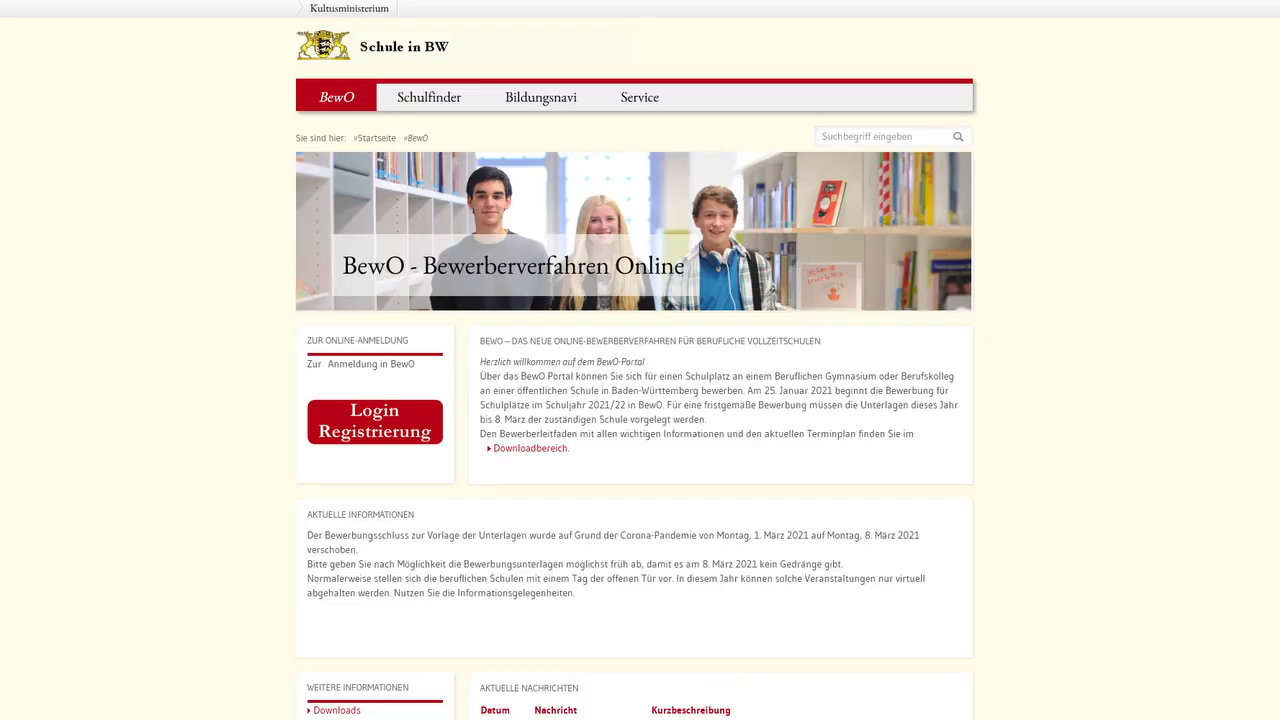 Kultusministerium
Schule in BW
BewO Schulfinder Bildungsnavi Service
Sie sind hier: »Startseite »BewO
Suchbegriff eingeben
BewO - Bewerberverfahren Online
ZUR ONLINE-ANMELDUNG
Zur Anmeldung in BewO
Login
Registrierung
BEWO – DAS NEUE ONLINE-BEWERBERVERFAHREN FÜR BERUFLICHE VOLLZEITSCHULEN
Herzlich willkommen auf dem BewO-Portal
Über das BewO Portal können Sie sich für einen Schulplatz an einem Beruflichen Gymnasium oder Berufskolleg
an einer öffentlichen Schule in Baden-Württemberg bewerben. Am 25. Januar 2021 beginnt die Bewerbung für
Schulplätze im Schuljahr 2021/22 in BewO. Für eine fristgemäße Bewerbung müssen die Unterlagen dieses Jahr
bis 8. März der zuständigen Schule vorgelegt werden.
Den Bewerberleitfaden mit allen wichtigen Informationen und den aktuellen Terminplan finden Sie im
Downloadbereich.
AKTUELLE INFORMATIONEN
Der Bewerbungsschluss zur Vorlage der Unterlagen wurde auf Grund der Corona-Pandemie von Montag, 1. März 2021 auf Montag, 8. März 2021
verschoben.
Bitte geben Sie nach Möglichkeit die Bewerbungsunterlagen möglichst früh ab, damit es am 8. März 2021 kein Gedränge gibt.
Normalerweise stellen sich die beruflichen Schulen mit einem Tag der offenen Tür vor. In diesem Jahr können solche Veranstaltungen nur virtuell
abgehalten werden. Nutzen Sie die Informationsgelegenheiten.
WEITERE INFORMATIONEN
Downloads
AKTUELLE NACHRICHTEN
Datum Nachricht Kurzbeschreibung